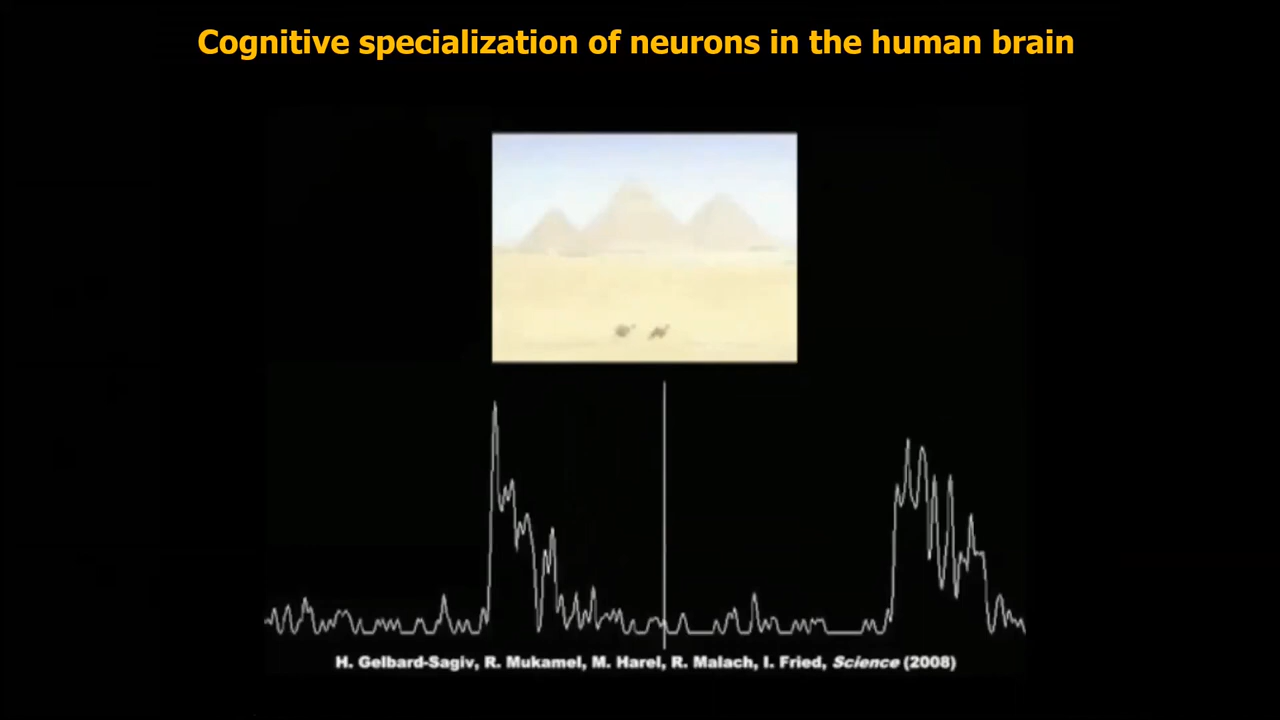 Cognitive specialization of neurons in the human brain
H. Gelbard-Sagiv, R. Mukamel, M. Harel, R. Malach, I. Fried, Science (2008)